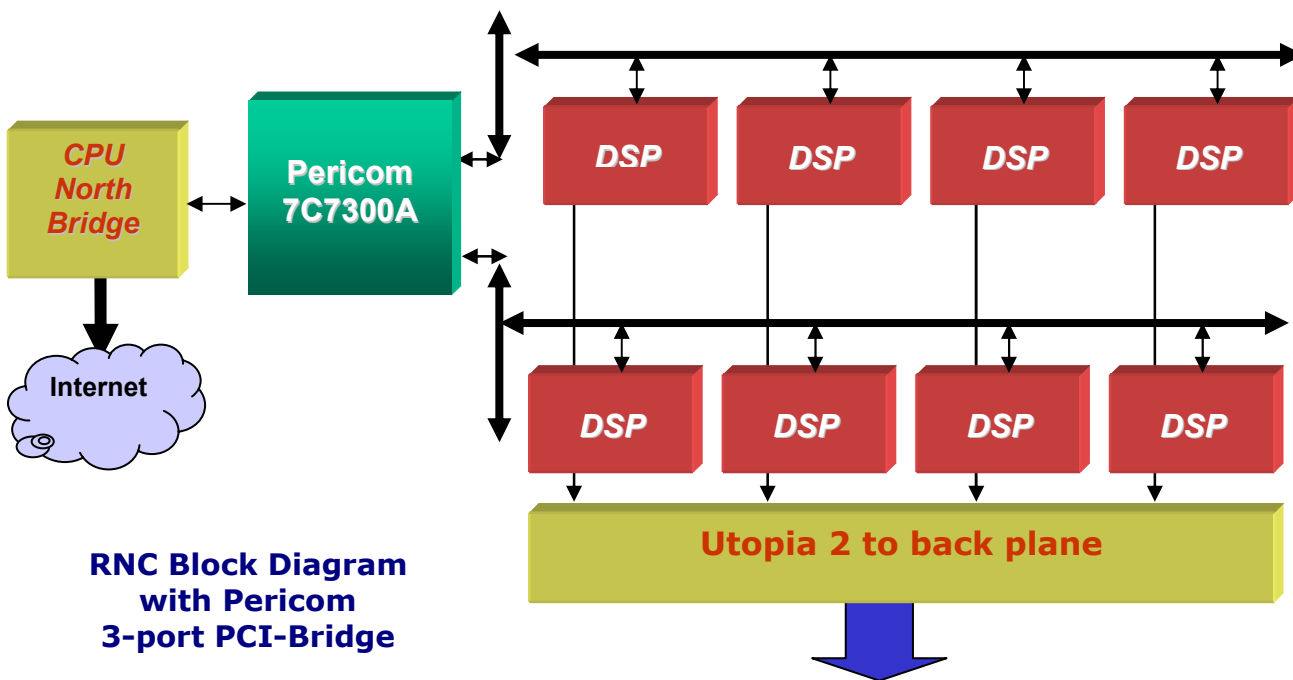 CPU
North
Bridge
Pericom
7C7300A
DSP
DSP
DSP
DSP
Internet
DSP
DSP
DSP
DSP
Utopia 2 to back plane
RNC Block Diagram
with Pericom
3-port PCI-Bridge